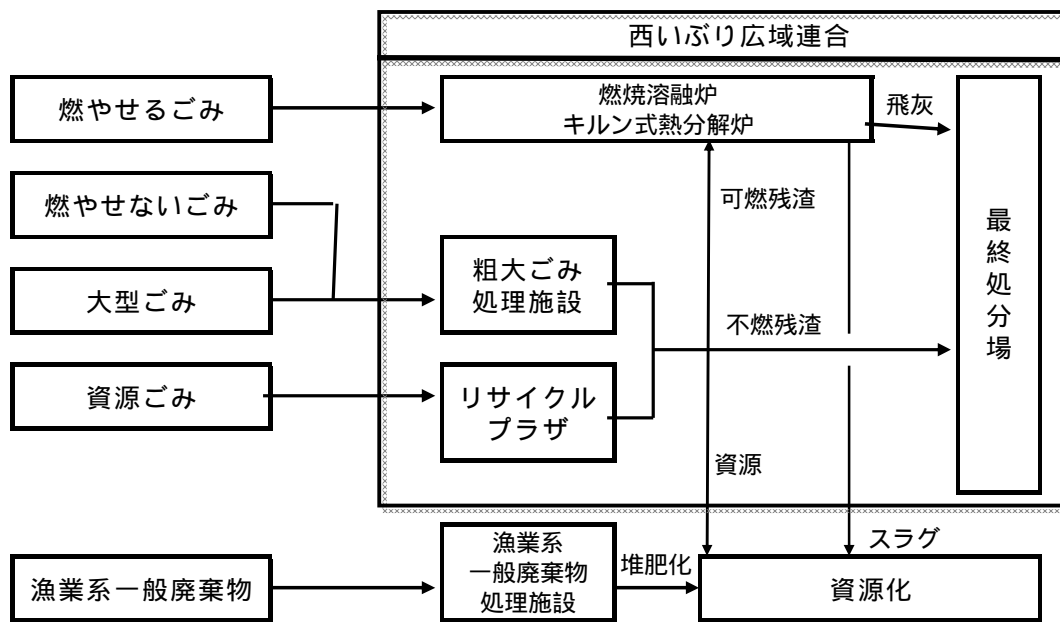 西いぶり広域連合
燃やせるごみ
燃焼溶融炉
キルン式熱分解炉
飛灰
燃やせないごみ
可燃残渣
最終処分場
大型ごみ
粗大ごみ
処理施設
不燃残渣
資源ごみ
リサイクル
プラザ
資源
漁業系一般廃棄物
漁業系
一般廃棄物
処理施設
堆肥化
スラグ
資源化